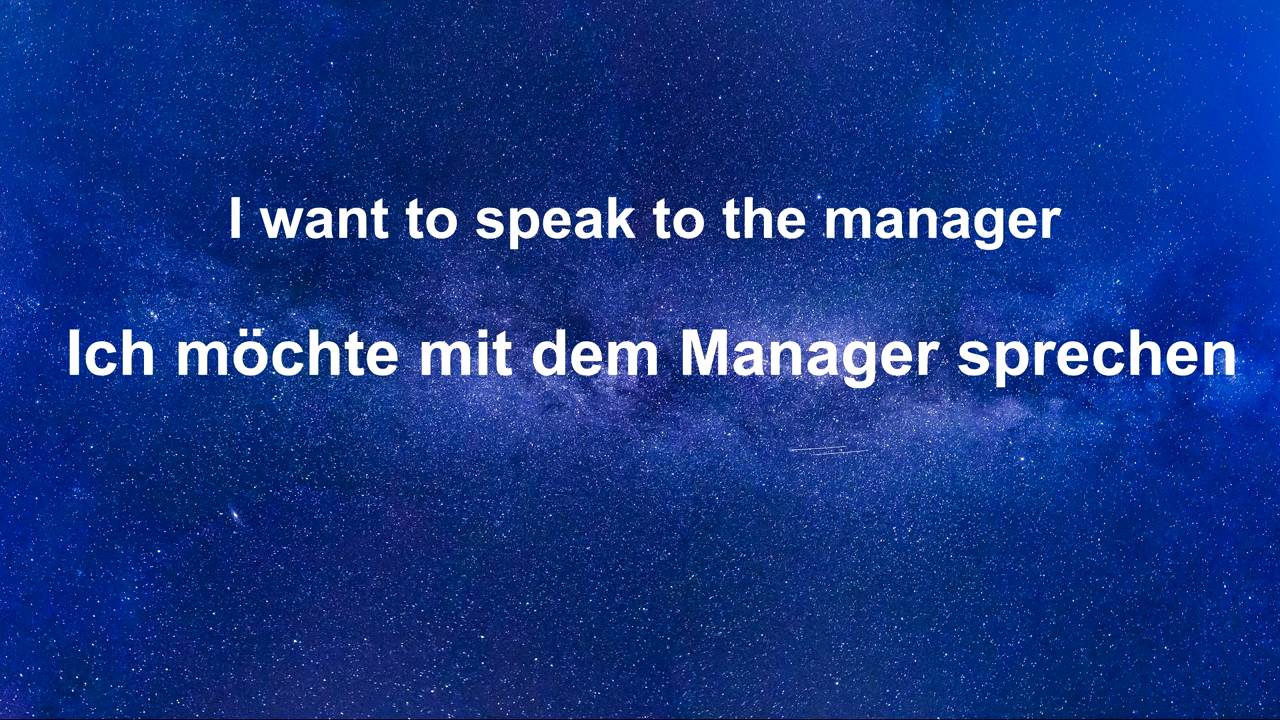 I want to speak to the manager
Ich möchte mit dem Manager sprechen